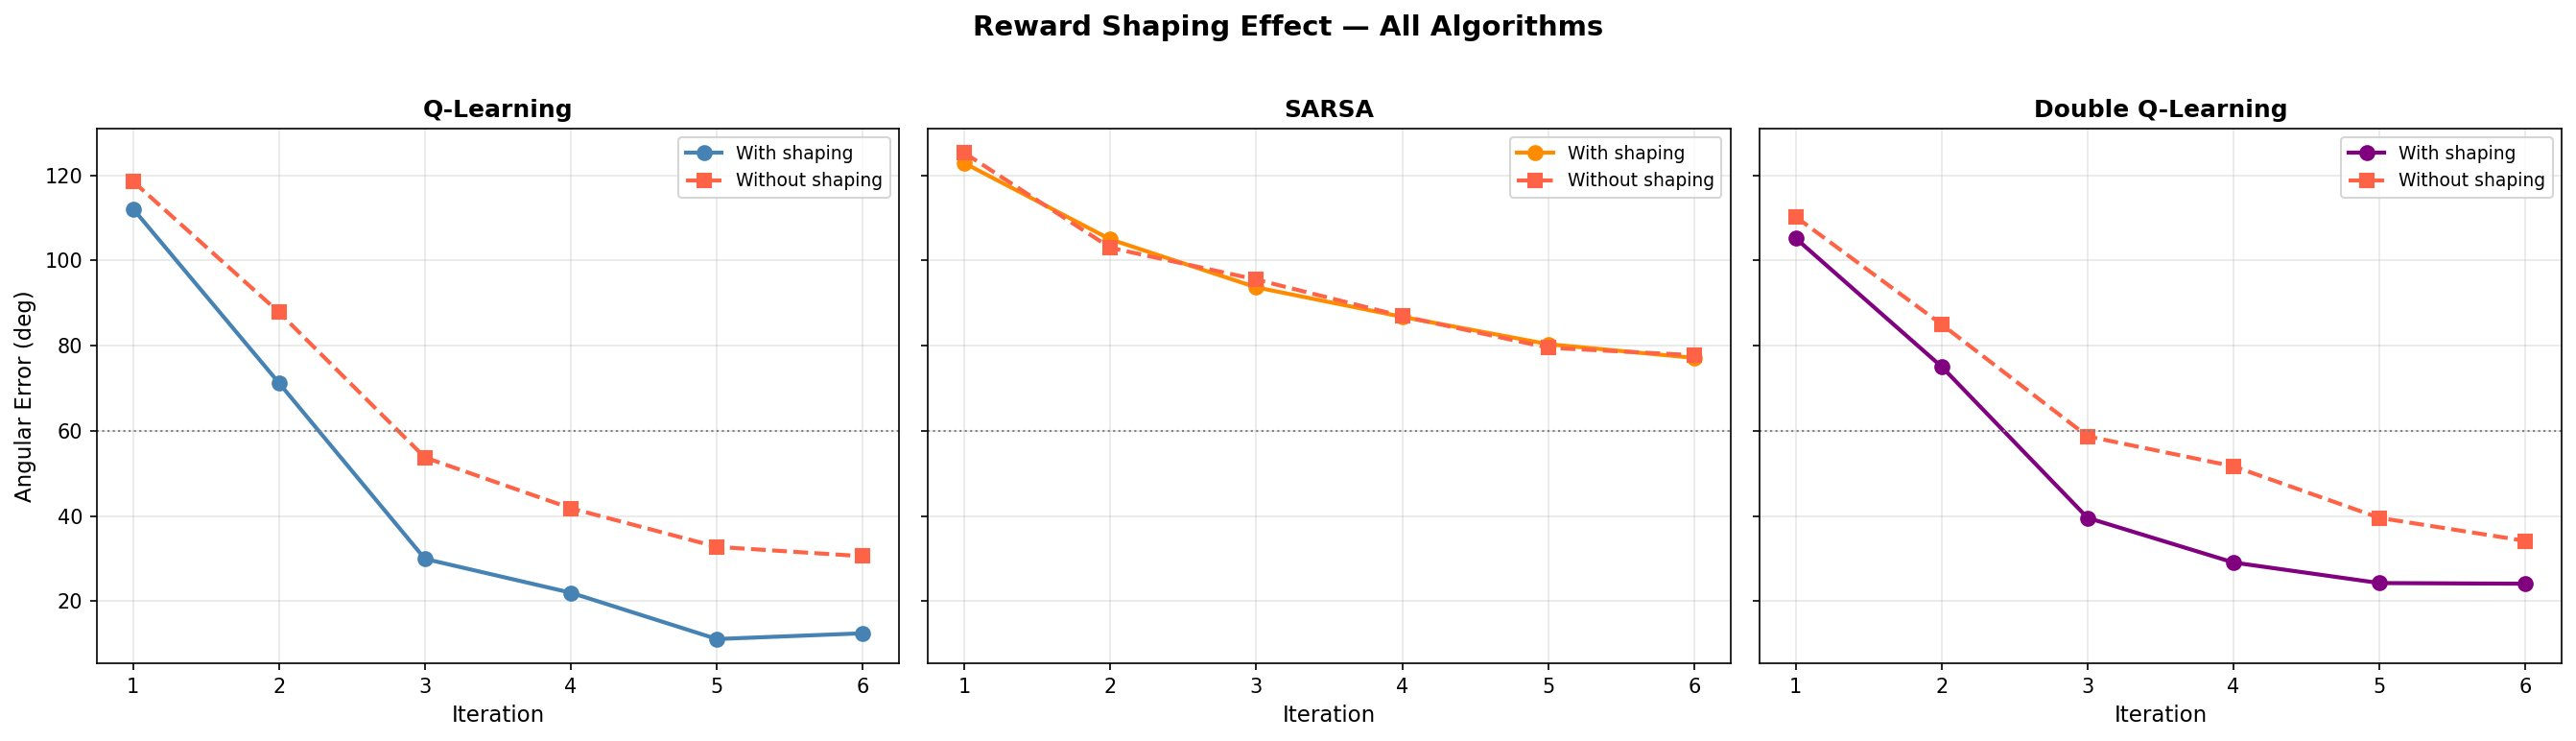 Reward Shaping Effect — All Algorithms
Q-Learning
Angular Error (deg)
120
100
80
60
40
20
With shaping
Without shaping
1 2 3 4 5 6
Iteration
SARSA
With shaping
Without shaping
1 2 3 4 5 6
Iteration
Double Q-Learning
With shaping
Without shaping
1 2 3 4 5 6
Iteration